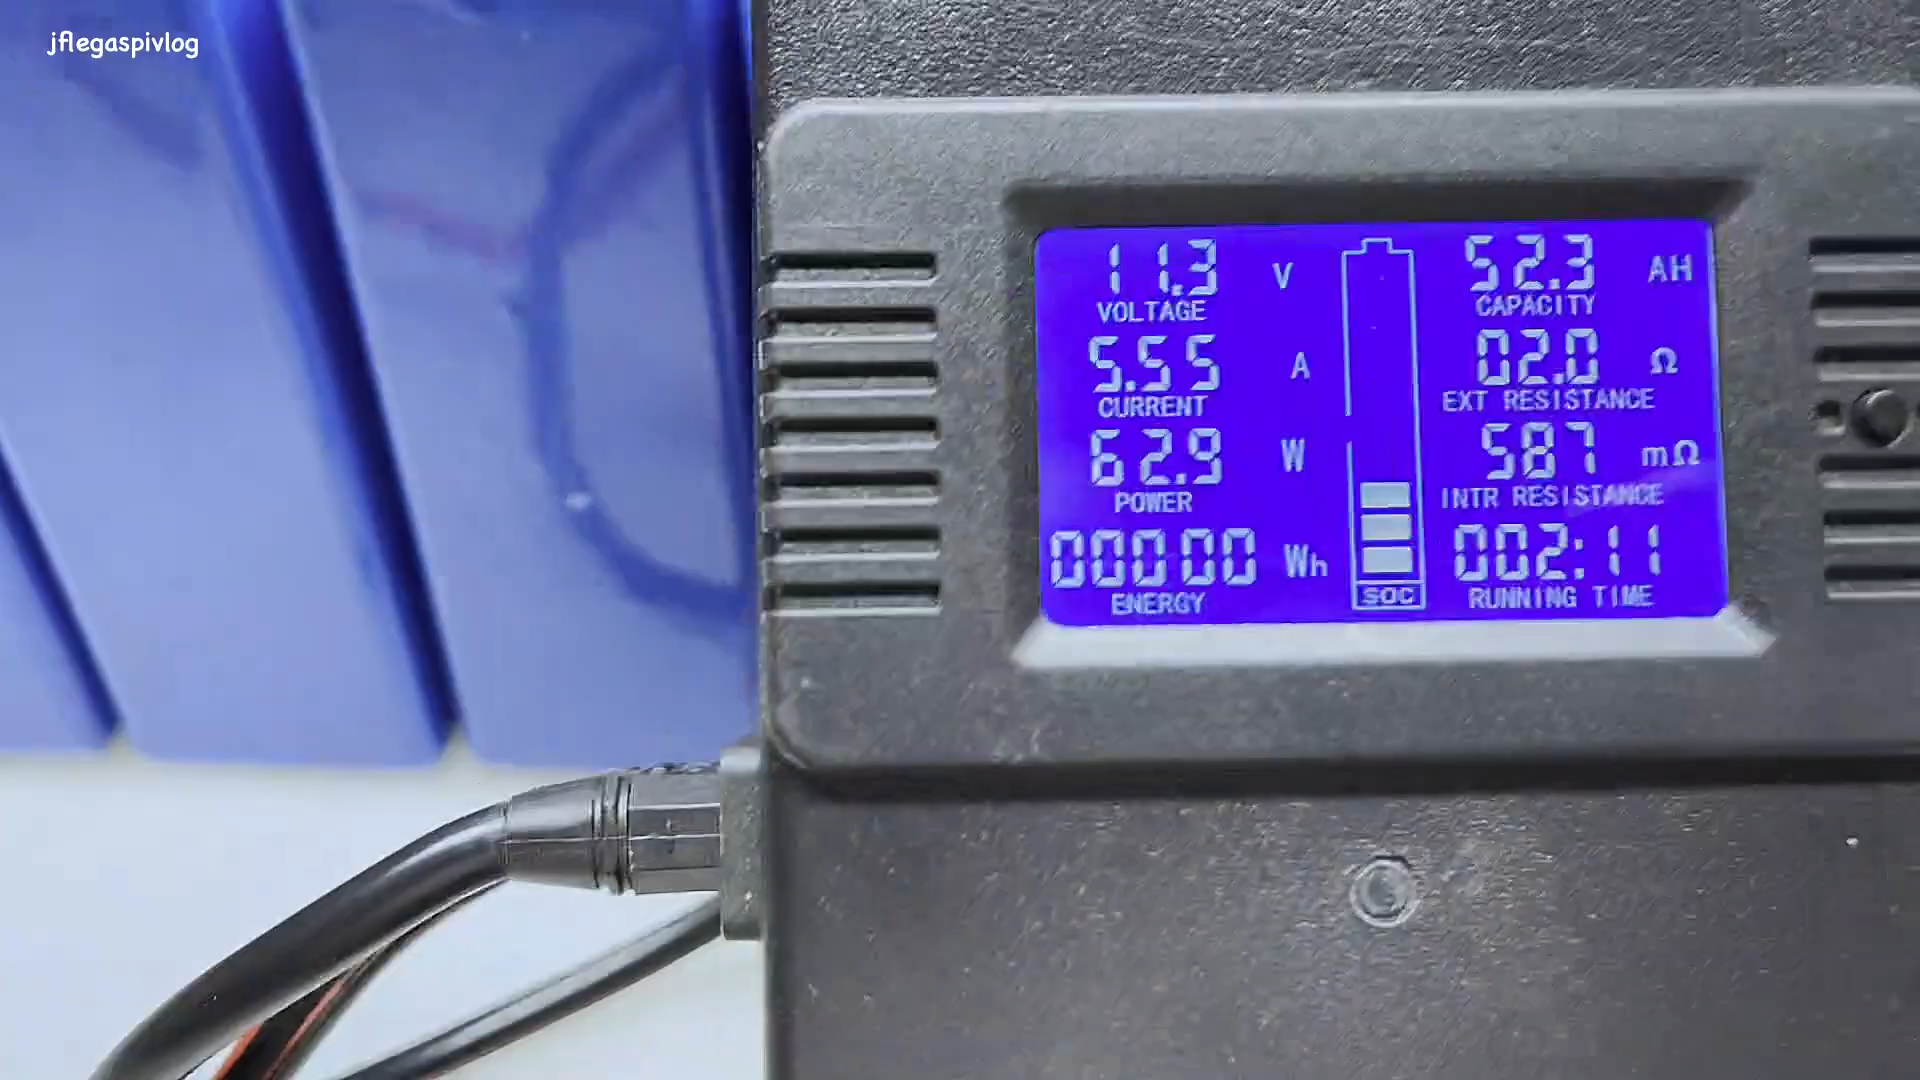 jflegaspivlog
11.3 V
VOLTAGE
5.55 A
CURRENT
62.9 W
POWER
00000 Wh
ENERGY
SOC
52.3 AH
CAPACITY
02.0 Ω
EXT RESISTANCE
587 mΩ
INTR RESISTANCE
002:11
RUNNING TIME